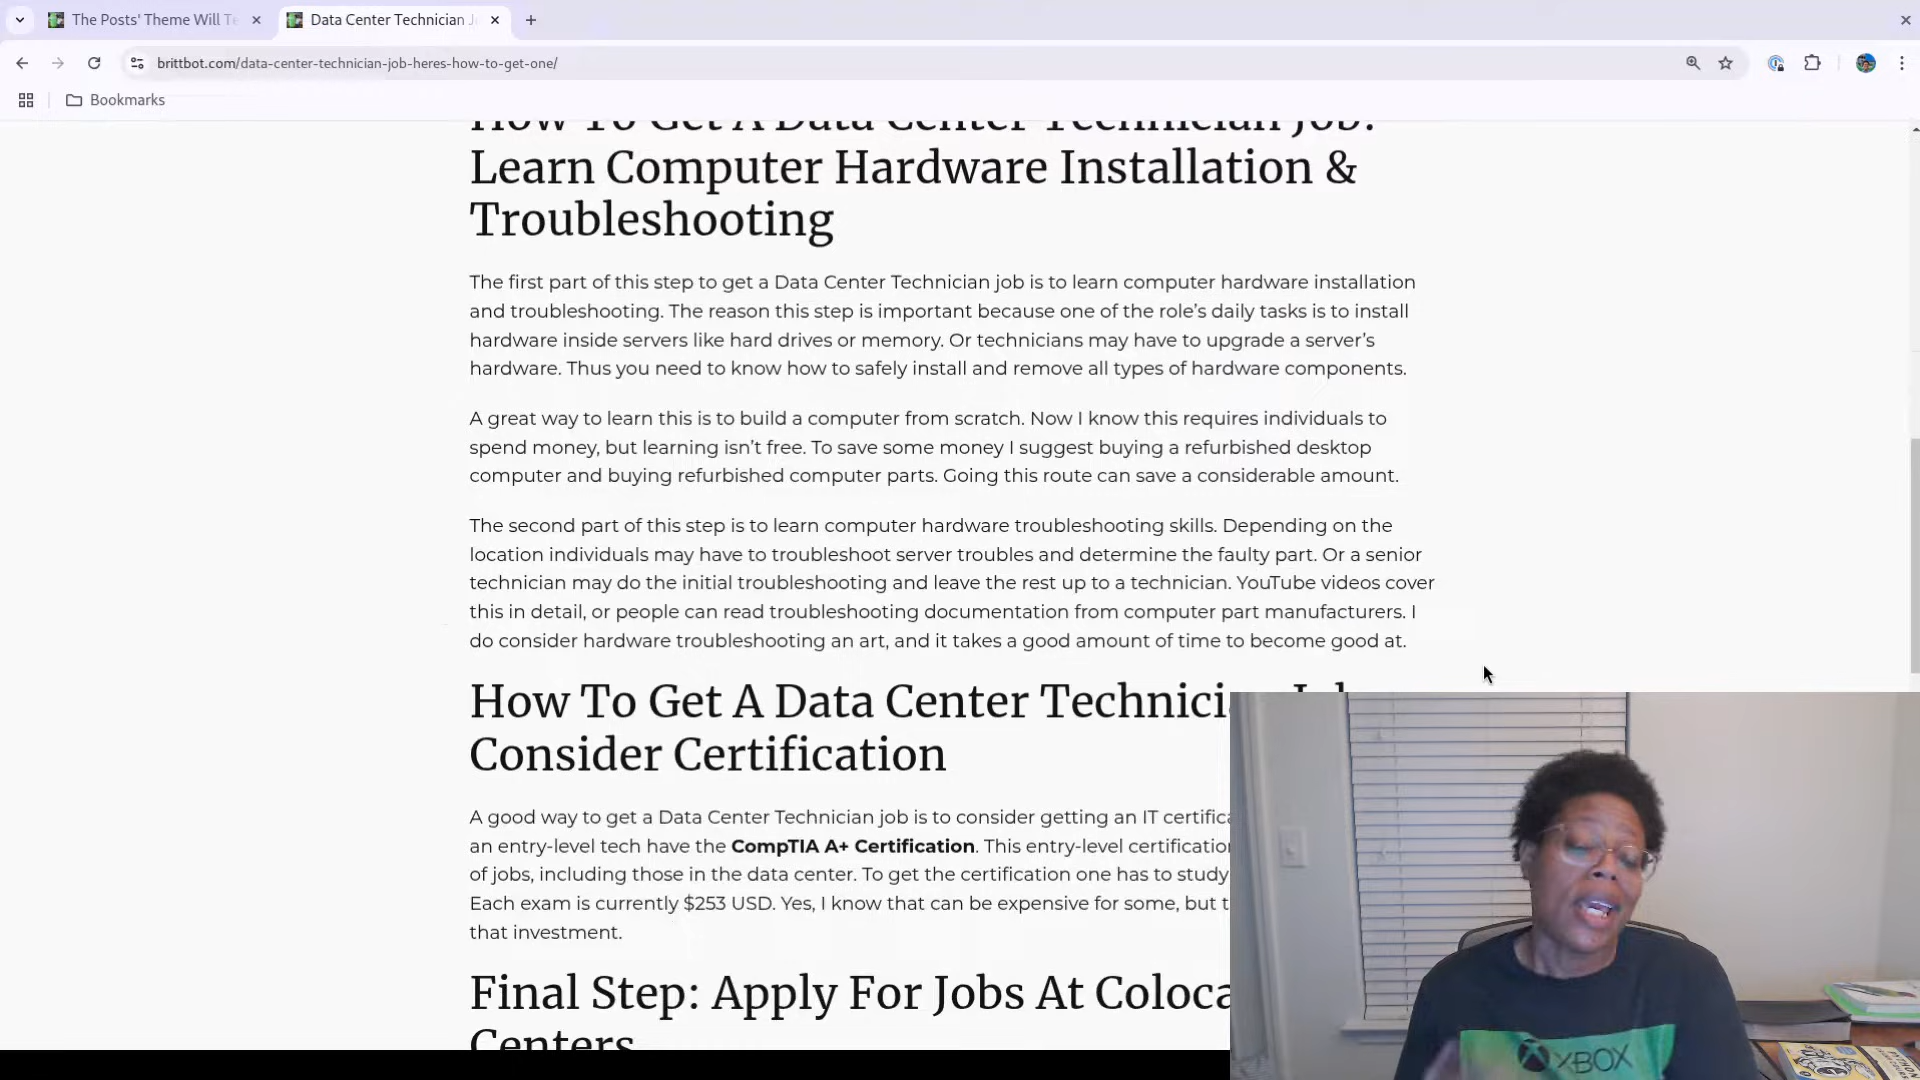 The Posts' Theme Will Te
Data Center Technician J
brittbot.com/data-center-technician-job-heres-how-to-get-one/
Bookmarks
How To Get A Data Center Technician Job:
Learn Computer Hardware Installation &
Troubleshooting
The first part of this step to get a Data Center Technician job is to learn computer hardware installation
and troubleshooting. The reason this step is important because one of the role’s daily tasks is to install
hardware inside servers like hard drives or memory. Or technicians may have to upgrade a server’s
hardware. Thus you need to know how to safely install and remove all types of hardware components.
A great way to learn this is to build a computer from scratch. Now I know this requires individuals to
spend money, but learning isn’t free. To save some money I suggest buying a refurbished desktop
computer and buying refurbished computer parts. Going this route can save a considerable amount.
The second part of this step is to learn computer hardware troubleshooting skills. Depending on the
location individuals may have to troubleshoot server troubles and determine the faulty part. Or a senior
technician may do the initial troubleshooting and leave the rest up to a technician. YouTube videos cover
this in detail, or people can read troubleshooting documentation from computer part manufacturers. I
do consider hardware troubleshooting an art, and it takes a good amount of time to become good at.
How To Get A Data Center Technici
Consider Certification
A good way to get a Data Center Technician job is to consider getting an IT certifica
an entry-level tech have the CompTIA A+ Certification. This entry-level certification
of jobs, including those in the data center. To get the certification one has to study
Each exam is currently $253 USD. Yes, I know that can be expensive for some, but t
that investment.
Final Step: Apply For Jobs At Coloca
Centers
XBOX